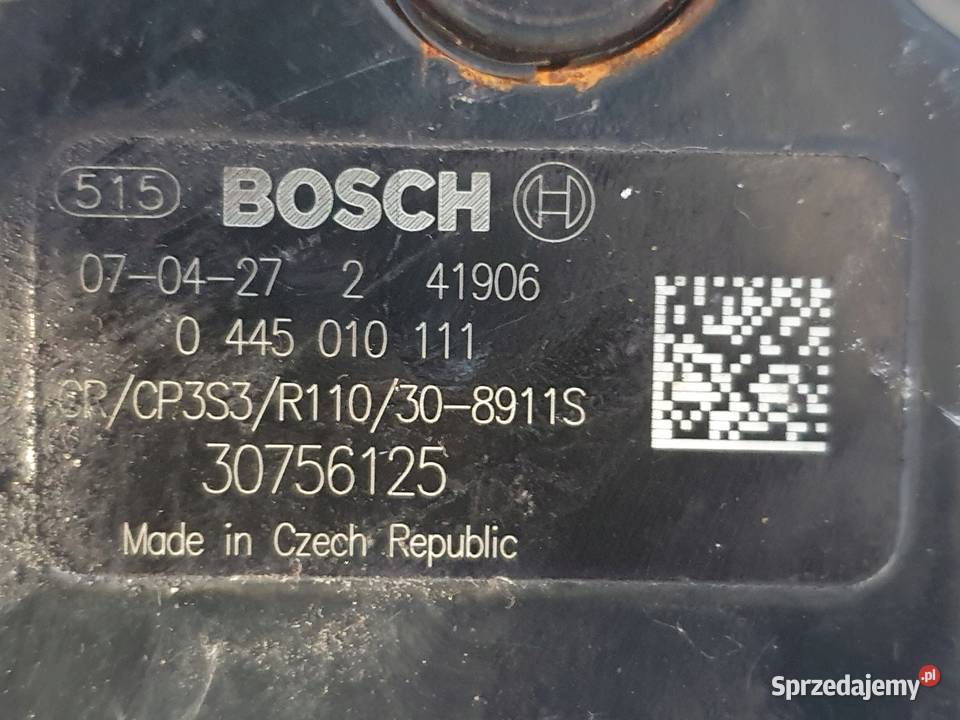 515 BOSCH
07-04-27 2 41906
0 445 010 111
CR/CP3S3/R110/30-8911S
30756125
Made in Czech Republic
Sprzedajemy.pl